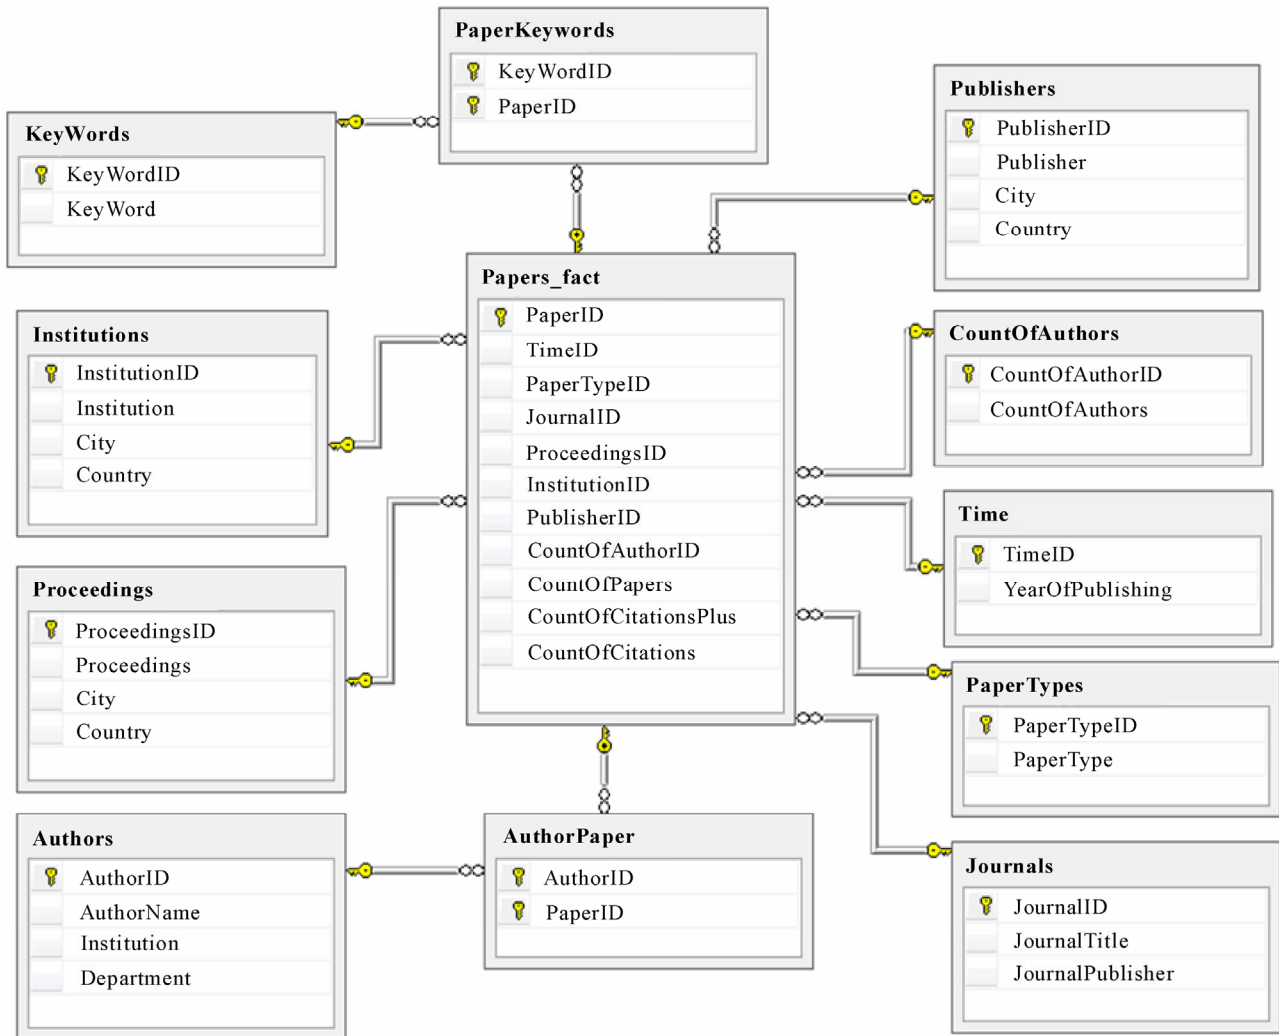 PaperKeywords
KeyWordID
PaperID
KeyWords
KeyWordID
KeyWord
Publishers
PublisherID
Publisher
City
Country
Papers_fact
PaperID
TimeID
PaperTypeID
JournalID
ProceedingsID
InstitutionID
PublisherID
CountOfAuthorID
CountOfPapers
CountOfCitationsPlus
CountOfCitations
Institutions
InstitutionID
Institution
City
Country
CountOfAuthors
CountOfAuthorID
CountOfAuthors
Time
TimeID
YearOfPublishing
Proceedings
ProceedingsID
Proceedings
City
Country
PaperTypes
PaperTypeID
PaperType
Authors
AuthorID
AuthorName
Institution
Department
AuthorPaper
AuthorID
PaperID
Journals
JournalID
JournalTitle
JournalPublisher